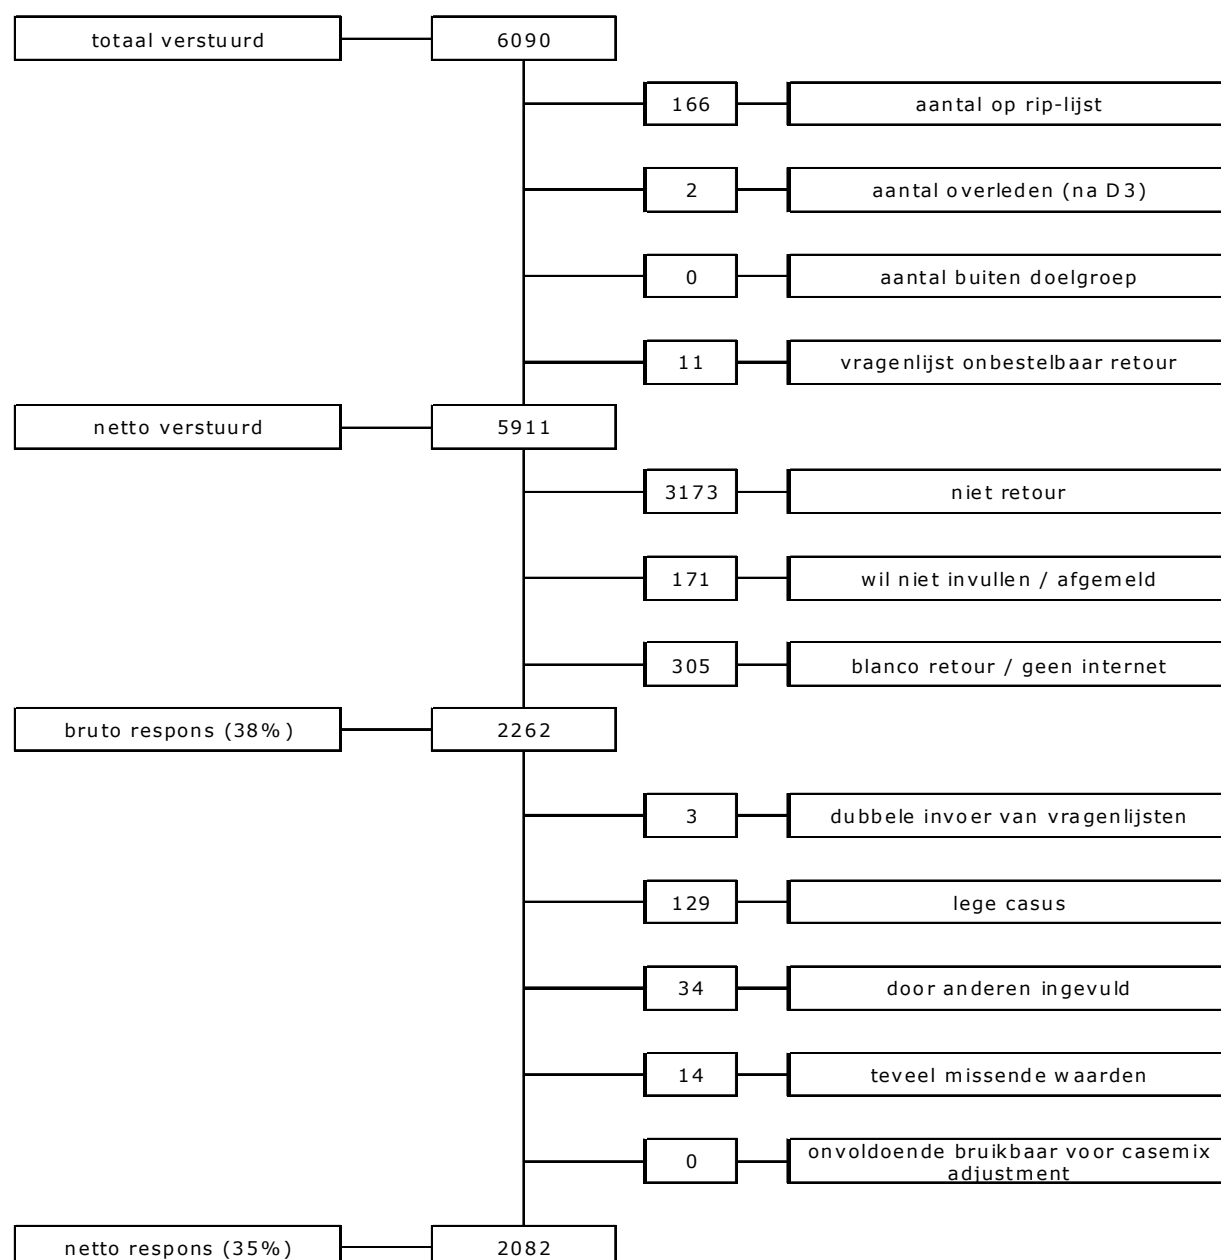 totaal verstuurd 6090
166 aantal op rip-lijst
2 aantal overleden (na D3)
0 aantal buiten doelgroep
11 vragenlijst onbestelbaar retour
netto verstuurd 5911
3173 niet retour
171 wil niet invullen / afgemeld
305 blanco retour / geen internet
bruto respons (38%) 2262
3 dubbele invoer van vragenlijsten
129 lege casus
34 door anderen ingevuld
14 teveel missende waarden
0 onvoldoende bruikbaar voor casemix
adjustment
netto respons (35%) 2082